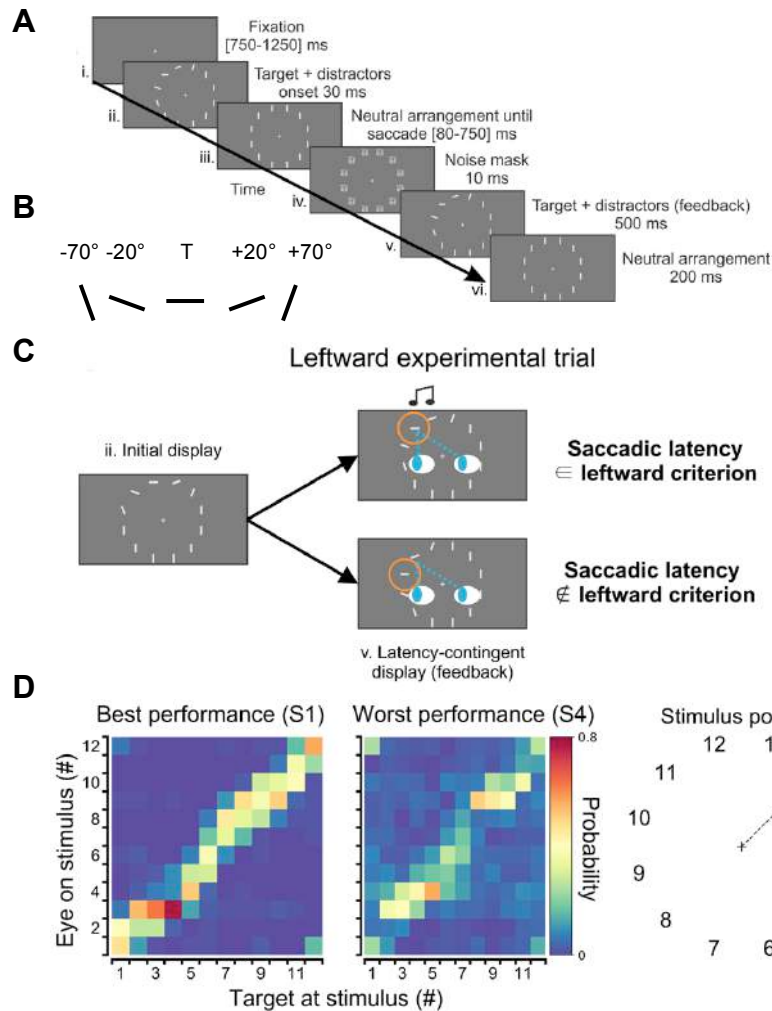 A
Fixation
[750-1250] ms
i.
Target + distractors
onset 30 ms
ii.
Neutral arrangement until
saccade [80-750] ms
iii.
Noise mask
10 ms
iv.
Time
Target + distractors (feedback)
500 ms
v.
Neutral arrangement
200 ms
vi.
B
-70° -20° T +20° +70°
C
Leftward experimental trial
ii. Initial display
Saccadic latency
∈ leftward criterion
Saccadic latency
∉ leftward criterion
v. Latency-contingent
display (feedback)
D
Best performance (S1)
Worst performance (S4)
Stimulus po
Eye on stimulus (#)
12
10
8
6
4
2
1 3 5 7 9 11
1 3 5 7 9 11
Target at stimulus (#)
0.8
Probability
0
12 1
11
10
9
8
7 6